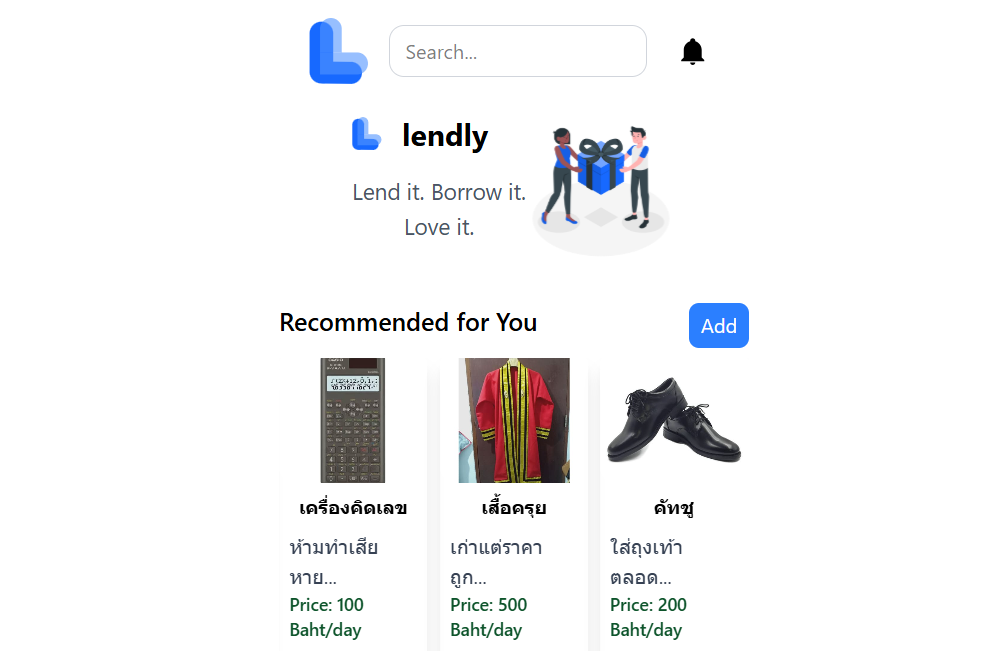 Search...
lendly
Lend it. Borrow it.
Love it.
Recommended for You
Add
เครื่องคิดเลข
ห้ามทำเสีย
หาย...
Price: 100
Baht/day
เสื้อครุย
เก่าแต่ราคา
ถูก...
Price: 500
Baht/day
คัทชู
ใส่ถุงเท้า
ตลอด...
Price: 200
Baht/day